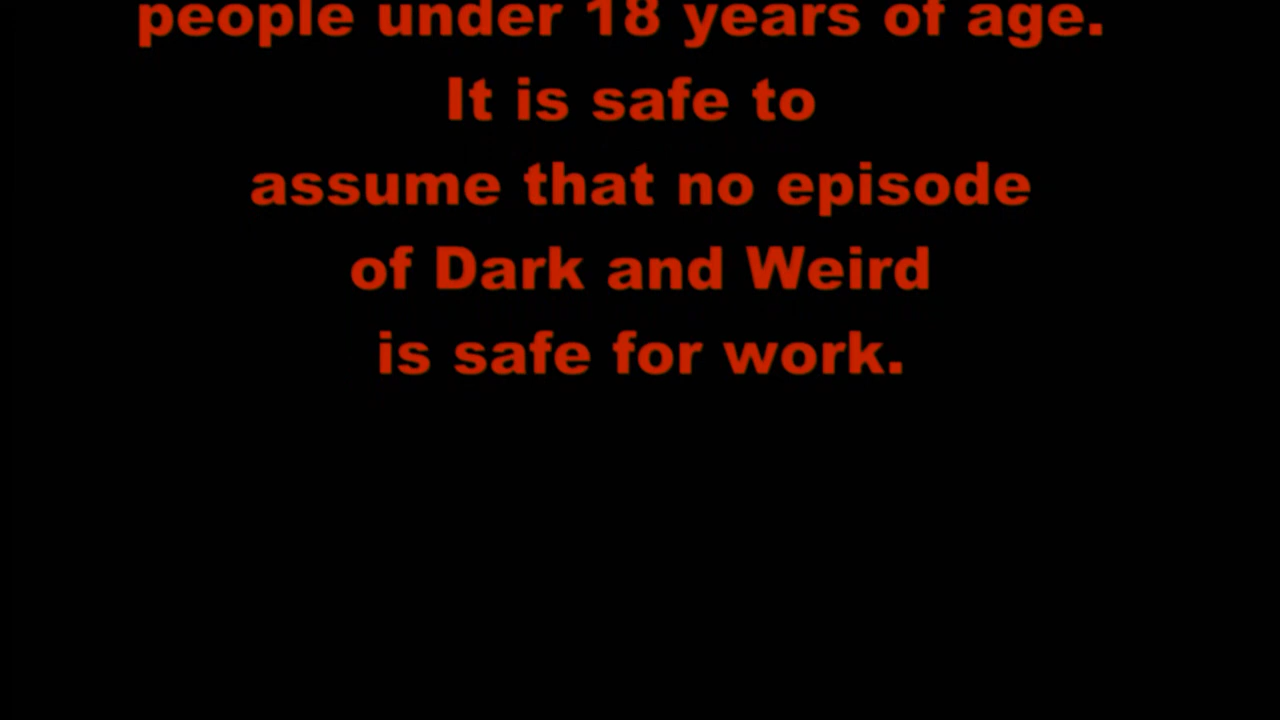 people under 18 years of age.
It is safe to
assume that no episode
of Dark and Weird
is safe for work.